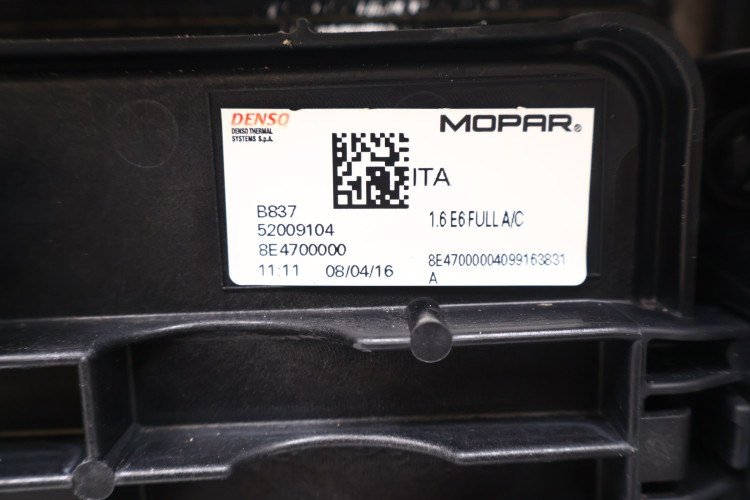 DENSO
DENSO THERMAL
SYSTEMS S.p.A.
MOPAR®
ITA
B837
52009104
8E4700000
11:11 08/04/16
1.6 E6 FULL A/C
8E47000004099163831
A